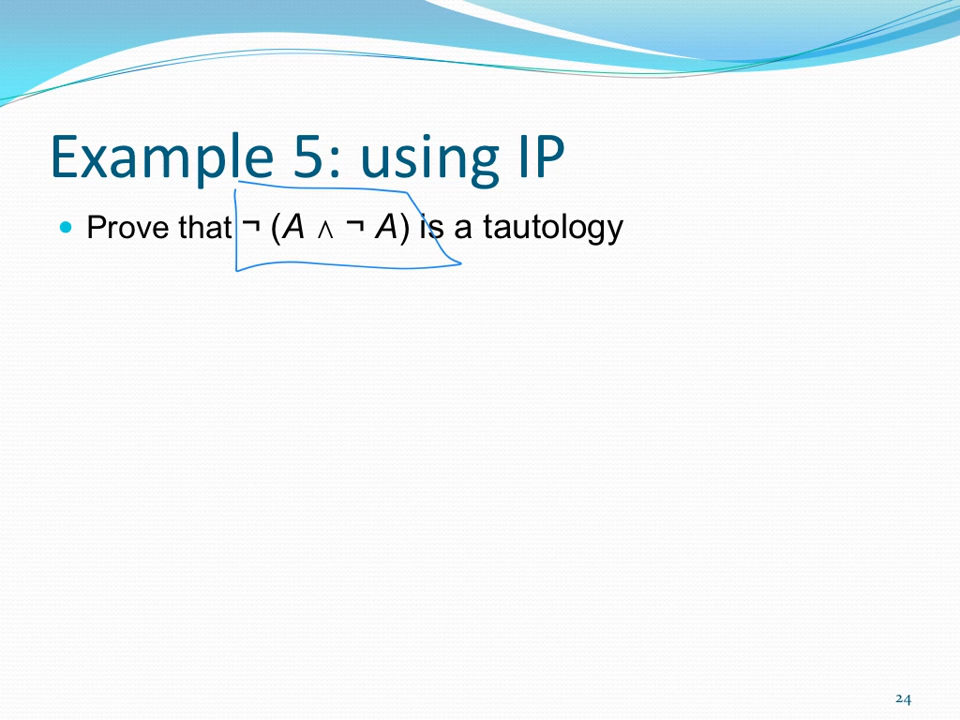 Example 5: using IP
• Prove that ¬ (A ∧ ¬ A) is a tautology
24